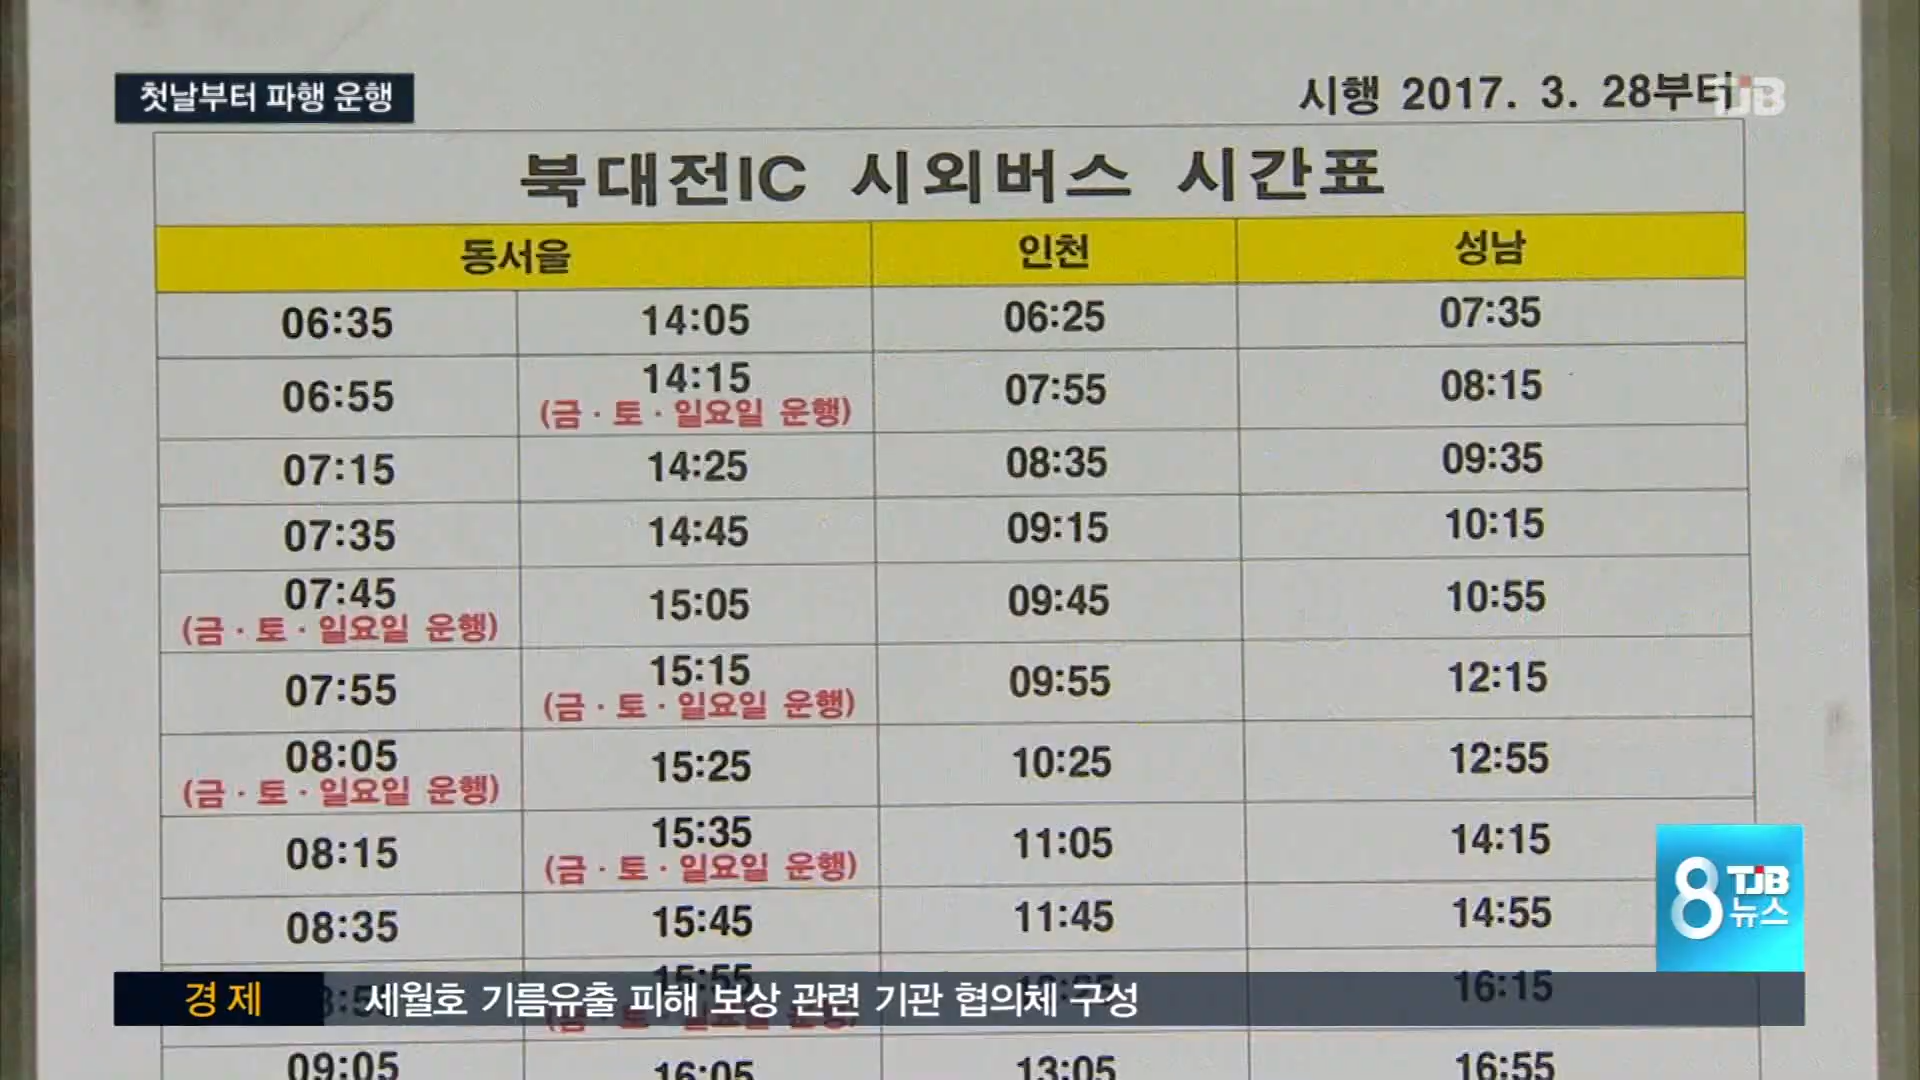 첫날부터 파행 운행
시행 2017. 3. 28부터
TJB
북대전IC 시외버스 시간표
동서울 인천 성남
06:35 14:05 06:25 07:35
06:55 14:15 07:55 08:15
(금·토·일요일 운행)
07:15 14:25 08:35 09:35
07:35 14:45 09:15 10:15
07:45 15:05 09:45 10:55
(금·토·일요일 운행)
07:55 15:15 09:55 12:15
(금·토·일요일 운행)
08:05 15:25 10:25 12:55
(금·토·일요일 운행)
08:15 15:35 11:05 14:15
(금·토·일요일 운행)
08:35 15:45 11:45 14:55
15:55 16:15
09:05 16:05 13:05 16:55
8 TJB
뉴스
경제 세월호 기름유출 피해 보상 관련 기관 협의체 구성